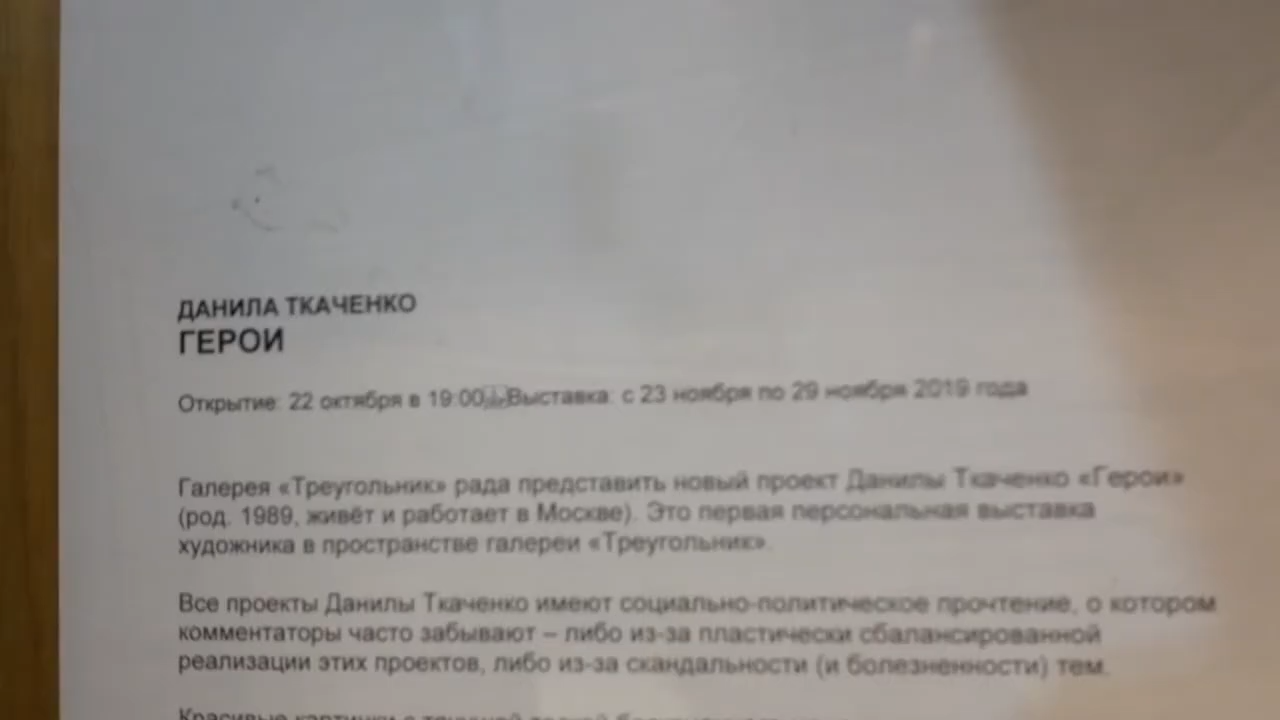 ДАНИЛА ТКАЧЕНКО
ГЕРОИ
Открытие: 22 октября в 19:00 Выставка: с 23 ноября по 29 ноября 2019 года
Галерея «Треугольник» рада представить новый проект Данилы Ткаченко «Герои»
(род. 1989, живёт и работает в Москве). Это первая персональная выставка
художника в пространстве галереи «Треугольник».
Все проекты Данилы Ткаченко имеют социально-политическое прочтение, о котором
комментаторы часто забывают – либо из-за пластически сбалансированной
реализации этих проектов, либо из-за скандальности (и болезненности) тем.
Красивые картинки с